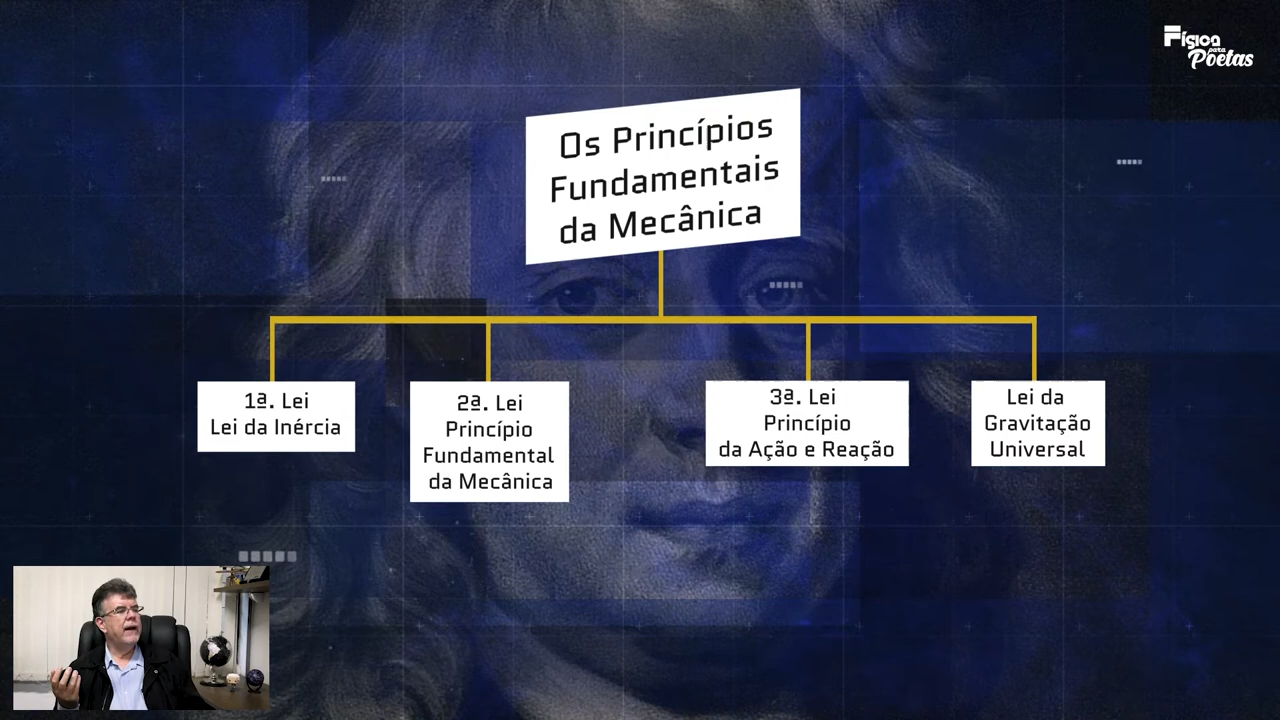 Física
para
Poetas
Os Princípios
Fundamentais
da Mecânica
1ª. Lei
Lei da Inércia
2ª. Lei
Princípio
Fundamental
da Mecânica
3ª. Lei
Princípio
da Ação e Reação
Lei da
Gravitação
Universal